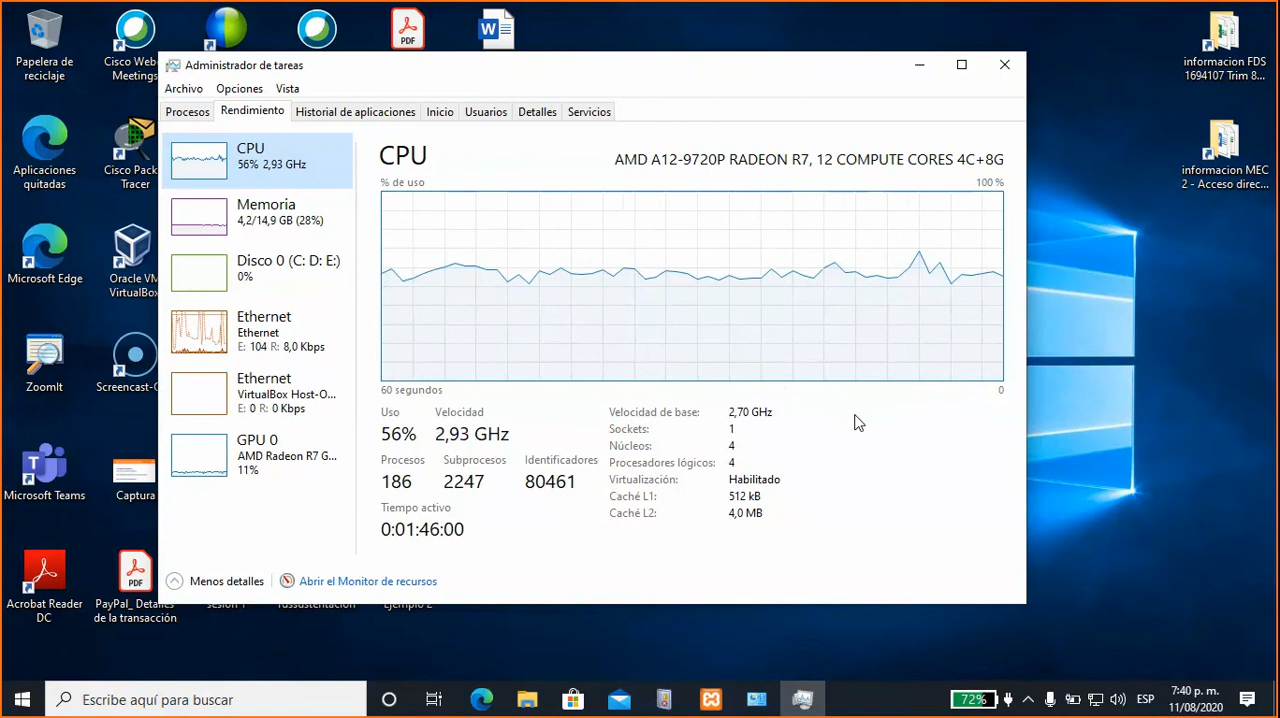 Papelera de
reciclaje
Cisco Web
Meetings
PDF
W
informacion FDS
1694107 Trim 8...
Aplicaciones
quitadas
Cisco Pack
Tracer
informacion MEC
2 - Acceso direc...
Microsoft Edge
Oracle VM
VirtualBox
ZoomIt
Screencast-O
Microsoft Teams
Captura
Acrobat Reader
DC
PDF
PayPal_ Detalles
de la transacción
Administrador de tareas
Archivo Opciones Vista
Procesos Rendimiento Historial de aplicaciones Inicio Usuarios Detalles Servicios
CPU
56% 2,93 GHz
Memoria
4,2/14,9 GB (28%)
Disco 0 (C: D: E:)
0%
Ethernet
Ethernet
E: 104 R: 8,0 Kbps
Ethernet
VirtualBox Host-O...
E: 0 R: 0 Kbps
GPU 0
AMD Radeon R7 G...
11%
CPU AMD A12-9720P RADEON R7, 12 COMPUTE CORES 4C+8G
% de uso 100 %
60 segundos 0
Uso Velocidad
56% 2,93 GHz
Procesos Subprocesos Identificadores
186 2247 80461
Tiempo activo
0:01:46:00
Velocidad de base: 2,70 GHz
Sockets: 1
Núcleos: 4
Procesadores lógicos: 4
Virtualización: Habilitado
Caché L1: 512 kB
Caché L2: 4,0 MB
Menos detalles Abrir el Monitor de recursos
Escribe aquí para buscar
72% ESP
7:40 p. m.
11/08/2020